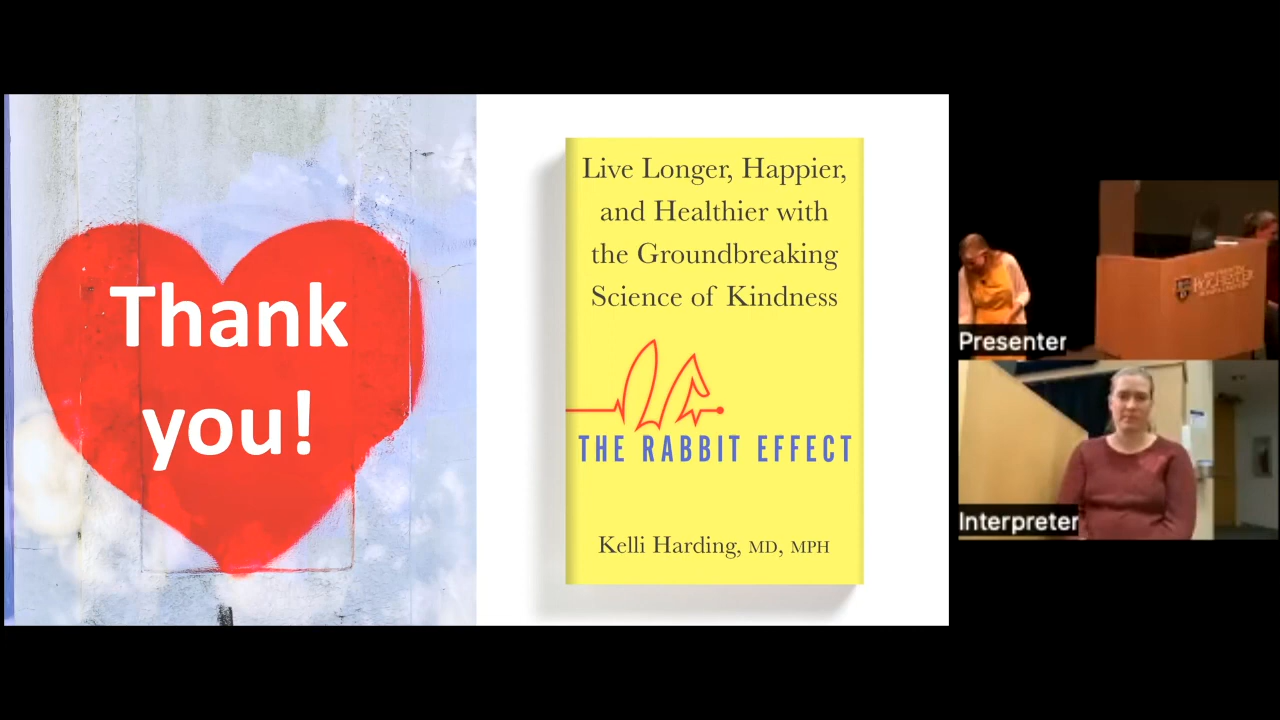 Thank
you!
Live Longer, Happier,
and Healthier with
the Groundbreaking
Science of Kindness
THE RABBIT EFFECT
Kelli Harding, MD, MPH
Presenter
ROCHESTER
Interpreter